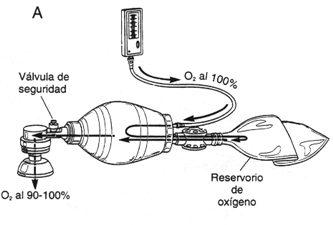 A
O₂ al 100%
Válvula de
seguridad
Reservorio
de
oxígeno
O₂ al 90-100%